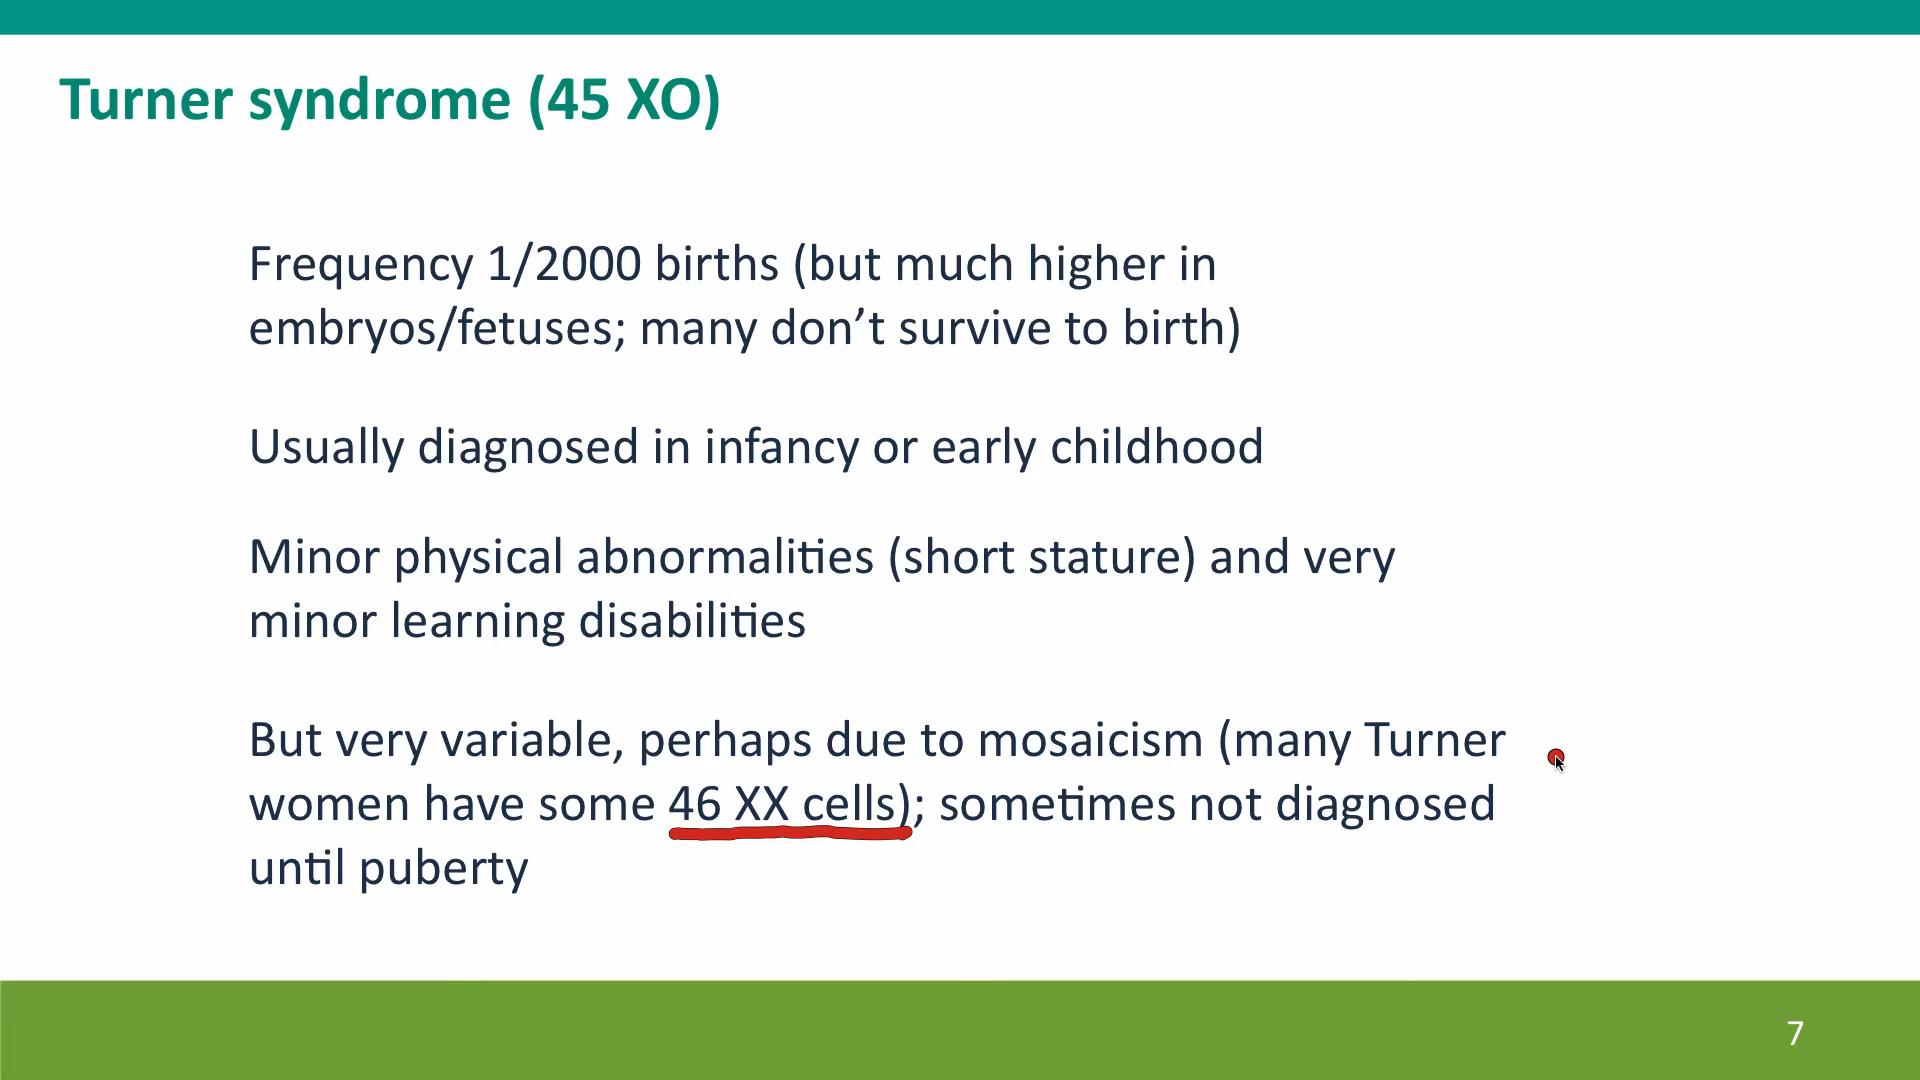 Turner syndrome (45 XO)
Frequency 1/2000 births (but much higher in
embryos/fetuses; many don’t survive to birth)
Usually diagnosed in infancy or early childhood
Minor physical abnormalities (short stature) and very
minor learning disabilities
But very variable, perhaps due to mosaicism (many Turner
women have some 46 XX cells); sometimes not diagnosed
until puberty
7